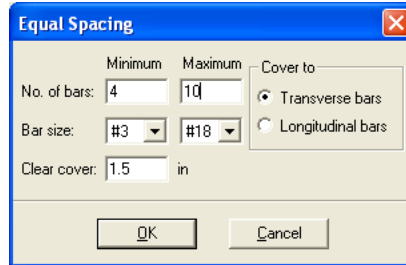 Equal Spacing
Minimum Maximum Cover to
No. of bars: 4 10 Transverse bars
Bar size: #3 #18 Longitudinal bars
Clear cover: 1.5 in
OK Cancel